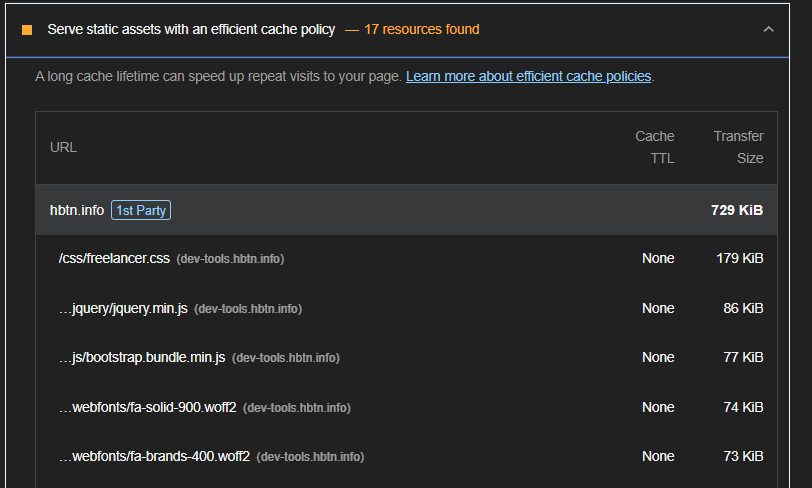 Serve static assets with an efficient cache policy — 17 resources found
A long cache lifetime can speed up repeat visits to your page. Learn more about efficient cache policies.
URL Cache TTL Transfer Size
hbtn.info 1st Party 729 KiB
/css/freelancer.css (dev-tools.hbtn.info) None 179 KiB
…jquery/jquery.min.js (dev-tools.hbtn.info) None 86 KiB
…js/bootstrap.bundle.min.js (dev-tools.hbtn.info) None 77 KiB
…webfonts/fa-solid-900.woff2 (dev-tools.hbtn.info) None 74 KiB
…webfonts/fa-brands-400.woff2 (dev-tools.hbtn.info) None 73 KiB